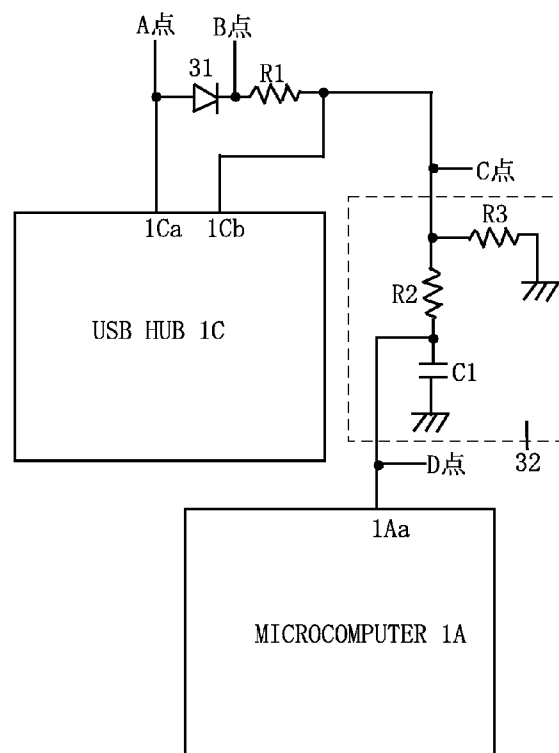 A点
B点
31
R1
C点
1Ca
1Cb
R3
R2
USB HUB 1C
C1
D点
32
1Aa
MICROCOMPUTER 1A